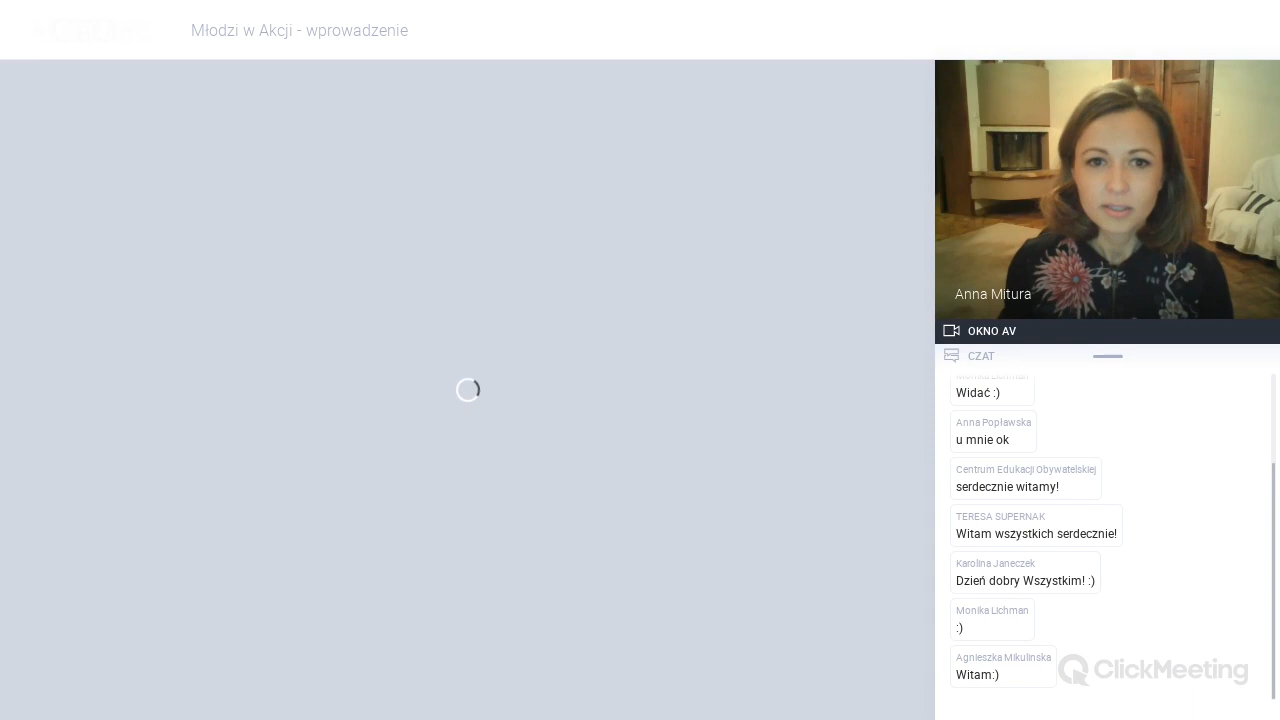 Młodzi w Akcji - wprowadzenie
Anna Mitura
OKNO AV
CZAT
Monika Lichman
Widać :)
Anna Popławska
u mnie ok
Centrum Edukacji Obywatelskiej
serdecznie witamy!
TERESA SUPERNAK
Witam wszystkich serdecznie!
Karolina Janeczek
Dzień dobry Wszystkim! :)
Monika Lichman
:)
Agnieszka Mikulinska
Witam:)
ClickMeeting